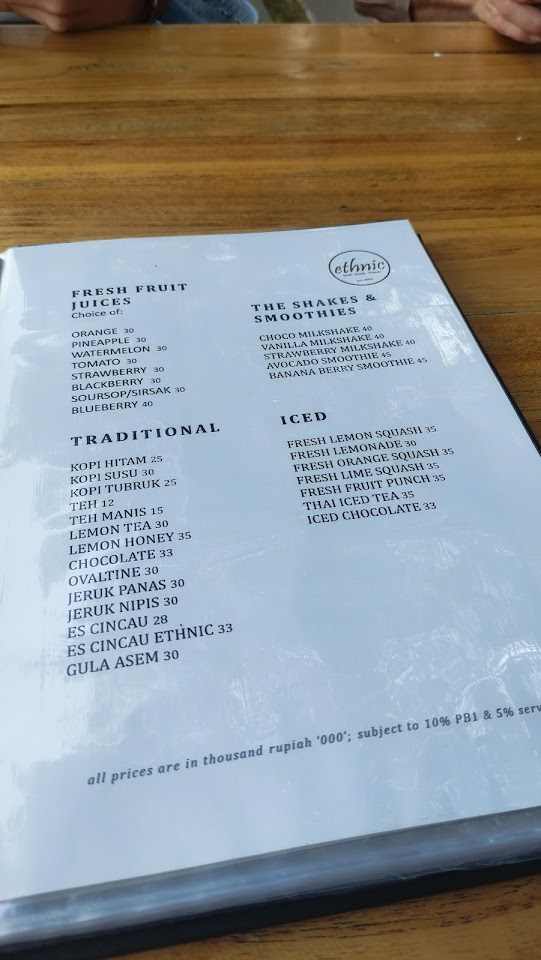 ethnic
FRESH FRUIT
JUICES
Choice of:
ORANGE 30
PINEAPPLE 30
WATERMELON 30
TOMATO 30
STRAWBERRY 30
BLACKBERRY 30
SOURSOP/SIRSAK 30
BLUEBERRY 40
TRADITIONAL
KOPI HITAM 25
KOPI SUSU 30
KOPI TUBRUK 25
TEH 12
TEH MANIS 15
LEMON TEA 30
LEMON HONEY 35
CHOCOLATE 33
OVALTINE 30
JERUK PANAS 30
JERUK NIPIS 30
ES CINCAU 28
ES CINCAU ETHNIC 33
GULA ASEM 30
THE SHAKES &
SMOOTHIES
CHOCO MILKSHAKE 40
VANILLA MILKSHAKE 40
STRAWBERRY MILKSHAKE 40
AVOCADO SMOOTHIE 45
BANANA BERRY SMOOTHIE 45
ICED
FRESH LEMON SQUASH 35
FRESH LEMONADE 30
FRESH ORANGE SQUASH 35
FRESH LIME SQUASH 35
FRESH FRUIT PUNCH 35
THAI ICED TEA 35
ICED CHOCOLATE 33
all prices are in thousand rupiah '000'; subject to 10% PB1 & 5% serv